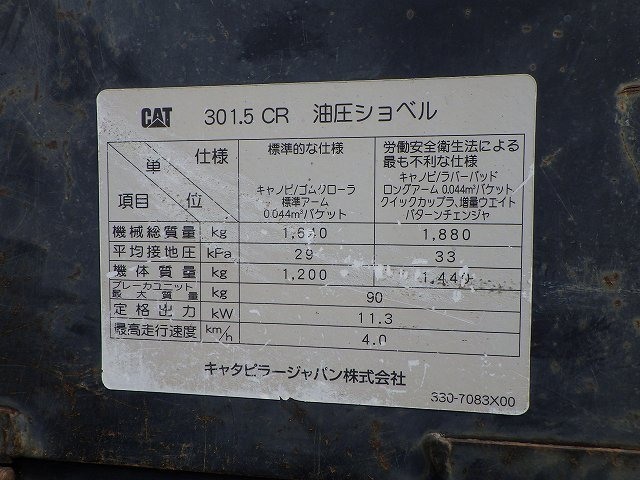 CAT 301.5 CR 油圧ショベル
仕様
単
項目 位
標準的な仕様
キャノピ/ゴムクローラ
標準アーム
0.044m³バケット
労働安全衛生法による
最も不利な仕様
キャノピ/ラバーパッド
ロングアーム 0.044m³バケット
クイックカップラ、増量ウエイト
パターンチェンジャ
機械総質量 kg 1,880
平均接地圧 kPa 29 33
機体質量 kg 1,200
ブレーカユニット
最大質量 kg 90
定格出力 kW 11.3
最高走行速度 km/h 4.0
キャタピラージャパン株式会社
330-7083X00